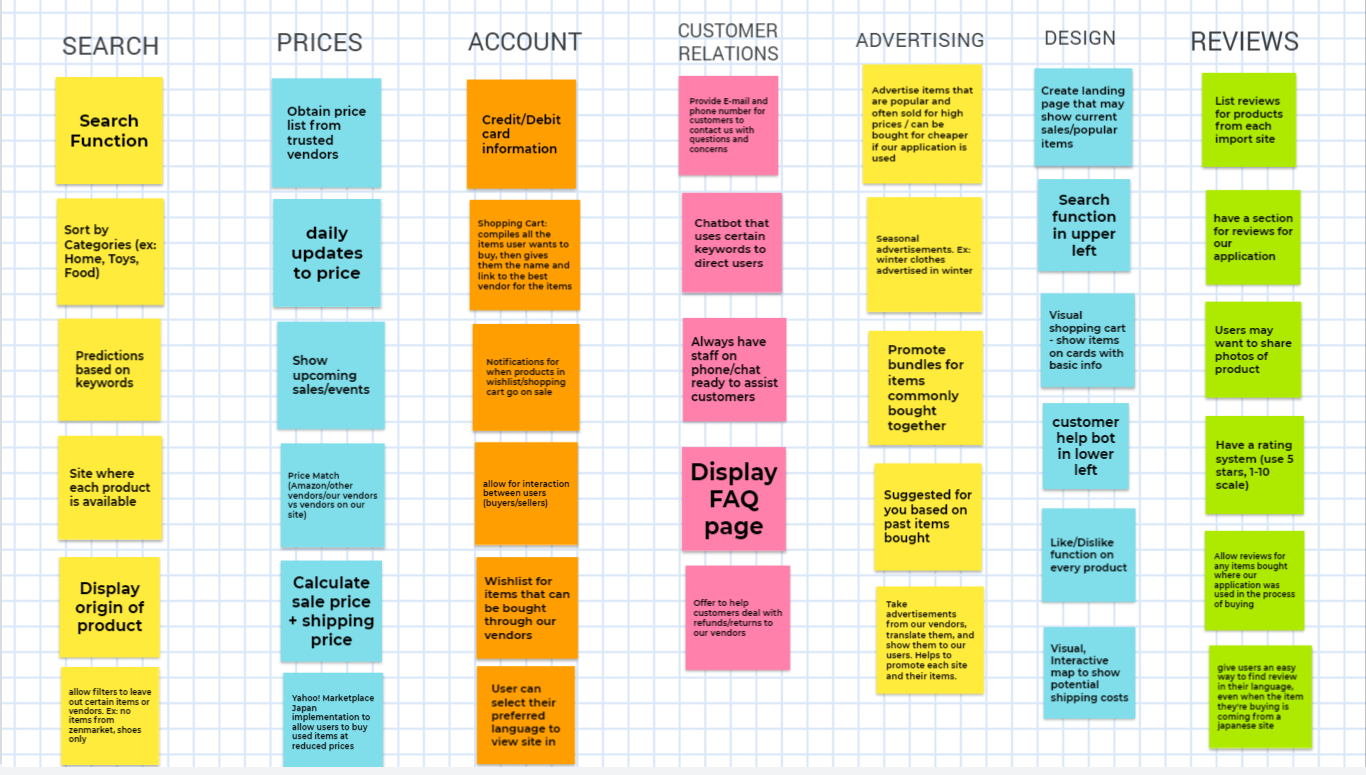 SEARCH
Search
Function
Sort by
Categories (ex:
Home, Toys,
Food)
Predictions
based on
keywords
Site where
each product
is available
Display
origin of
product
allow filters to leave
out certain items or
vendors. Ex: no
items from
zenmarket, shoes
only
PRICES
Obtain price
list from
trusted
vendors
daily
updates
to price
Show
upcoming
sales/events
Price Match
(Amazon/other
vendors/our vendors
vs vendors on our
site)
Calculate
sale price
+ shipping
price
Yahoo! Marketplace
Japan
implementation to
allow users to buy
used items at
reduced prices
ACCOUNT
Credit/Debit
card
information
Shopping Cart:
compiles all the
items user wants to
buy, then gives
them the name and
link to the best
vendor for the items
Notifications for
when products in
wishlist/shopping
cart go on sale
allow for interaction
between users
(buyers/sellers)
Wishlist for
items that can
be bought
through our
vendors
User can
select their
preferred
language to
view site in
CUSTOMER
RELATIONS
Provide E-mail and
phone number for
customers to
contact us with
questions and
concerns
Chatbot that
uses certain
keywords to
direct users
Always have
staff on
phone/chat
ready to assist
customers
Display
FAQ
page
Offer to help
customers deal with
refunds/returns to
our vendors
ADVERTISING
Advertise items that
are popular and
often sold for high
prices / can be
bought for cheaper
if our application is
used
Seasonal
advertisements. Ex:
winter clothes
advertised in winter
Promote
bundles for
items
commonly
bought
together
Suggested for
you based on
past items
bought
Take
advertisements
from our vendors,
translate them, and
show them to our
users. Helps to
promote each site
and their items.
DESIGN
Create landing
page that may
show current
sales/popular
items
Search
function
in upper
left
Visual
shopping cart
- show items
on cards with
basic info
customer
help bot
in lower
left
Like/Dislike
function on
every product
Visual,
Interactive
map to show
potential
shipping costs
REVIEWS
List reviews
for products
from each
import site
have a section
for reviews for
our
application
Users may
want to share
photos of
product
Have a rating
system (use 5
stars, 1-10
scale)
Allow reviews for
any items bought
where our
application was
used in the process
of buying
give users an easy
way to find review
in their language,
even when the item
they're buying is
coming from a
japanese site